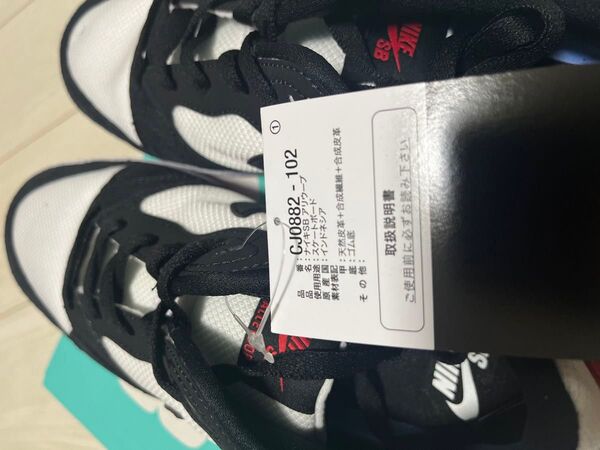 ①
品 番：CJ0882 - 102
品 名：ナイキSB アリウープ
使用用途：スケートボード
原 産 国：インドネシア
素材表記：甲：天然皮革＋合成繊維＋合成皮革
底：ゴム底
その他：
取扱説明書
ご使用前に必ずお読み下さい
NIKE
SB
NIKE